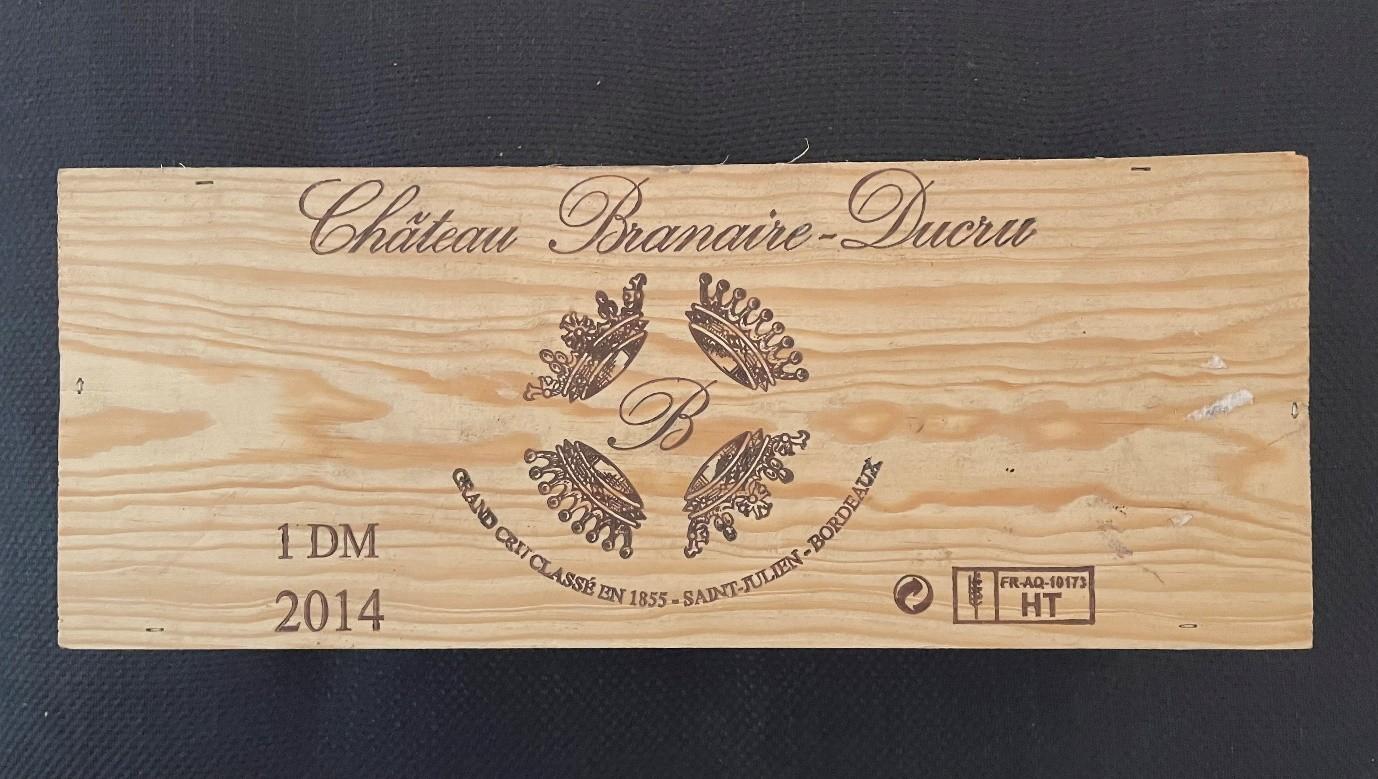 Château Branaire-Ducru
B
GRAND CRU CLASSÉ EN 1855 - SAINT-JULIEN - BORDEAUX
1 DM
2014
FR-AQ-10173
HT